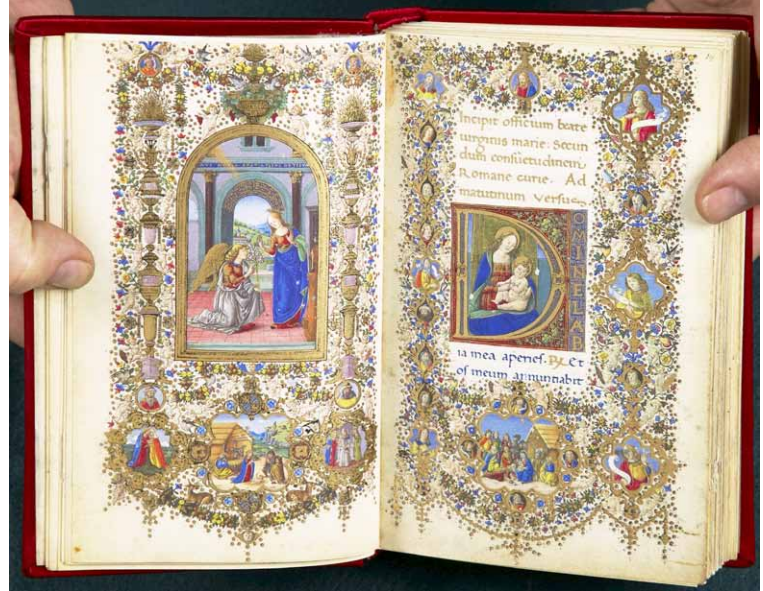 Incipit officium beate
uirginis marie. Secun
dum consuetudinem
Romane curie. Ad
matutinum versus
DOMINE LAB
ia mea aperies. R Et
os meum annuntiabit